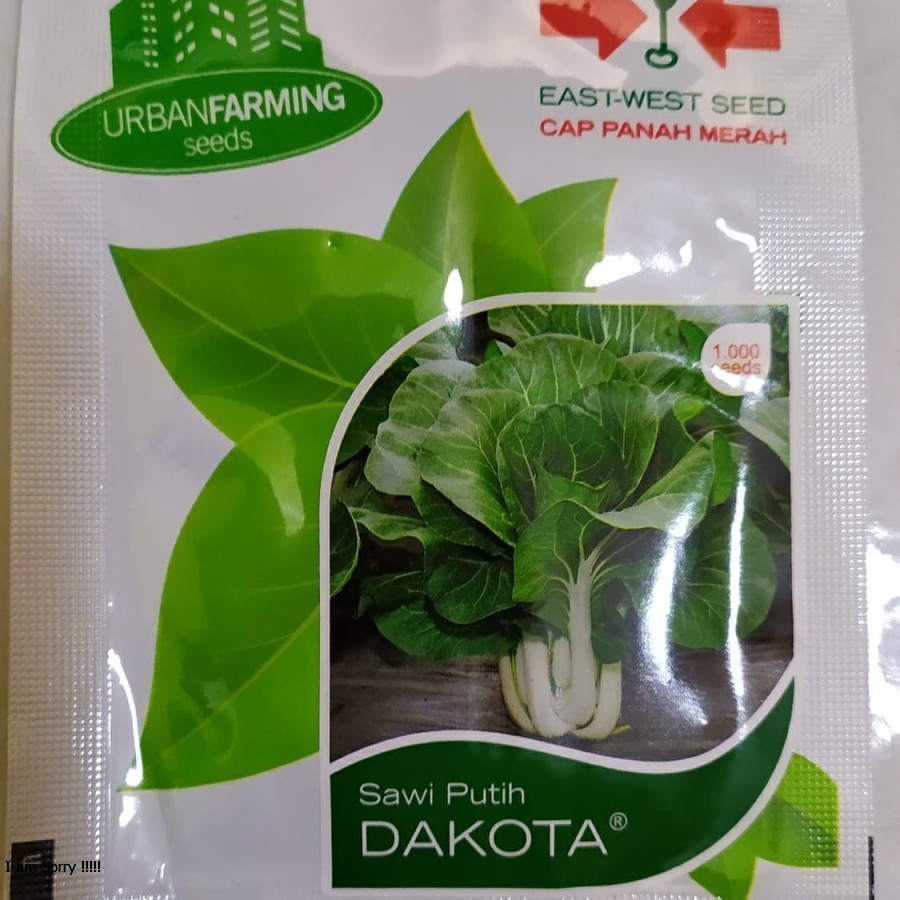 URBANFARMING
seeds
EAST-WEST SEED
CAP PANAH MERAH
1.000
seeds
Sawi Putih
DAKOTA®
I am Sorry !!!!!